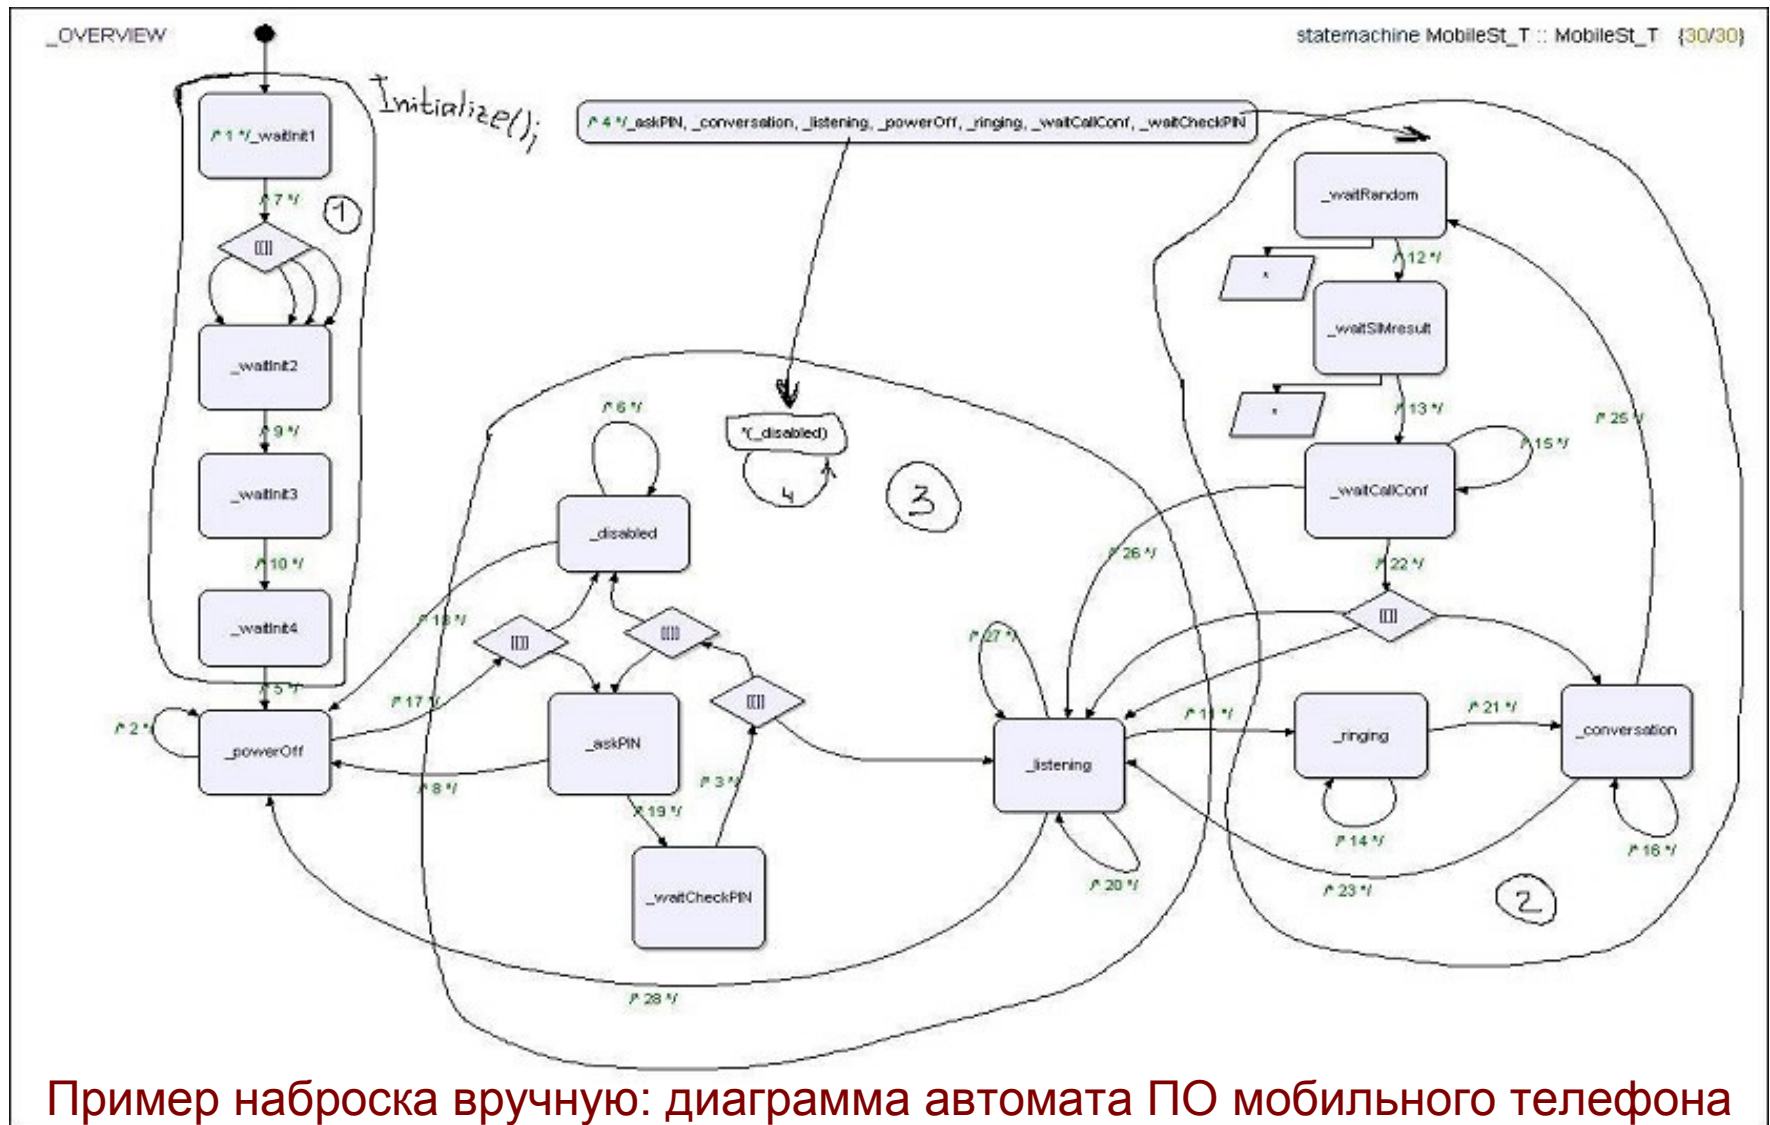 _OVERVIEW
statemachine MobileSt_T :: MobileSt_T {30/30}
Initialize();
/* 4 */_askPIN, _conversation, _listening, _powerOff, _ringing, _waitCallConf, _waitCheckPIN
/* 1 */_waitInit1
/* 7 */
1
[[]]
_waitInit2
/* 9 */
_waitInit3
/* 10 */
_waitInit4
/* 5 */
/* 2 */
_powerOff
/* 6 */
*(_disabled)
4
3
_disabled
/* 18 */
[[]]
[[]]
/* 17 */
[[]]
_askPIN
/* 8 */
/* 3 */
/* 19 */
_waitCheckPIN
/* 28 */
/* 27 */
_listening
/* 20 */
_waitRandom
*
/* 12 */
_waitSIMresult
*
/* 13 */
/* 25 */
/* 15 */
_waitCallConf
/* 26 */
/* 22 */
[[]]
/* 11 */
_ringing
/* 21 */
_conversation
/* 14 */
/* 16 */
/* 23 */
2
Пример наброска вручную: диаграмма автомата ПО мобильного телефона